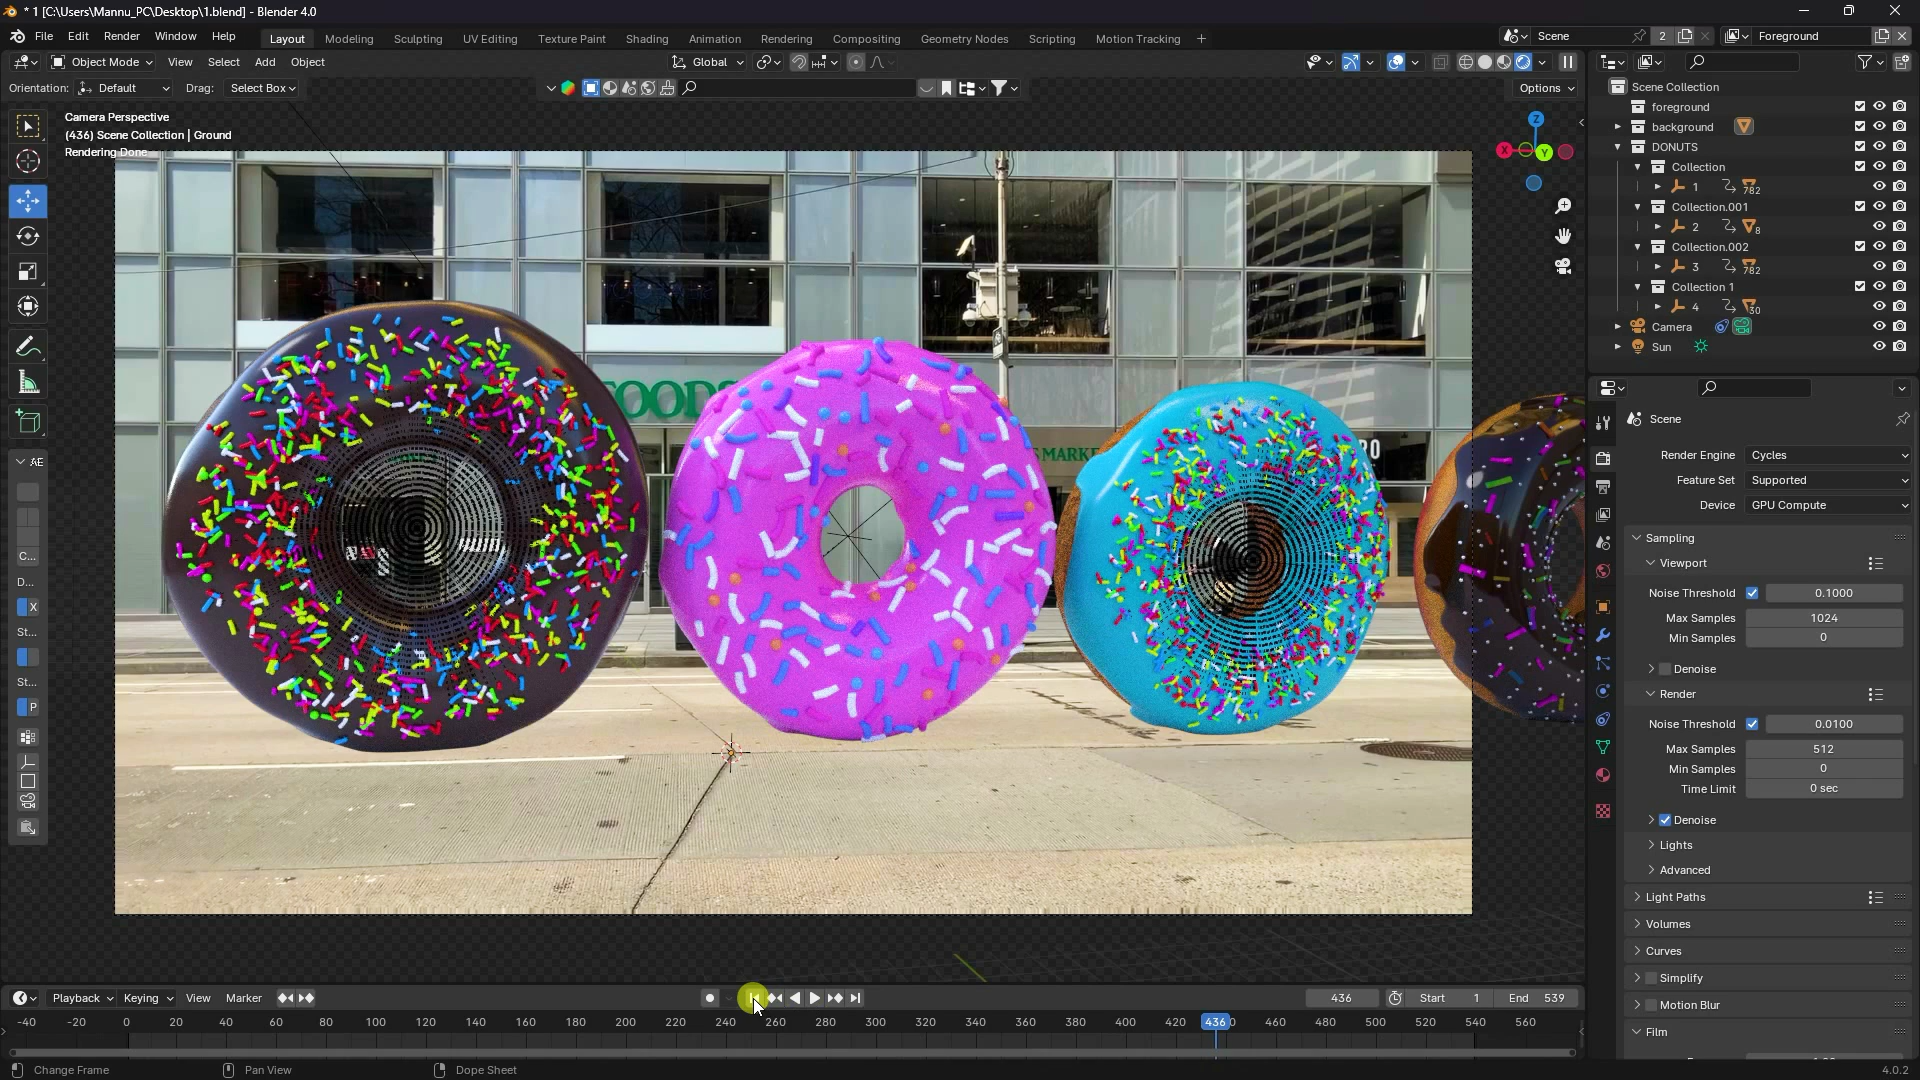 * 1 [C:\Users\Mannu_PC\Desktop\1.blend] - Blender 4.0
File Edit Render Window Help
Layout Modeling Sculpting UV Editing Texture Paint Shading Animation Rendering Compositing Geometry Nodes Scripting Motion Tracking +
Scene 2 Foreground
Object Mode View Select Add Object
Global
Orientation: Default Drag: Select Box
Options
Camera Perspective
(436) Scene Collection | Ground
Rendering Done
Z
X
Y
Scene Collection
foreground
background
DONUTS
Collection
1 782
Collection.001
2 8
Collection.002
3 782
Collection 1
4 30
Camera
Sun
FOODS
S MARKE
RO
AE
C...
D...
X
St...
St...
P
Scene
Render Engine Cycles
Feature Set Supported
Device GPU Compute
Sampling
Viewport
Noise Threshold 0.1000
Max Samples 1024
Min Samples 0
Denoise
Render
Noise Threshold 0.0100
Max Samples 512
Min Samples 0
Time Limit 0 sec
Denoise
Lights
Advanced
Light Paths
Volumes
Curves
Simplify
Motion Blur
Film
Playback Keying View Marker
436 Start 1 End 539
-40 -20 0 20 40 60 80 100 120 140 160 180 200 220 240 260 280 300 320 340 360 380 400 420 436 460 480 500 520 540 560
Change Frame Pan View Dope Sheet 4.0.2